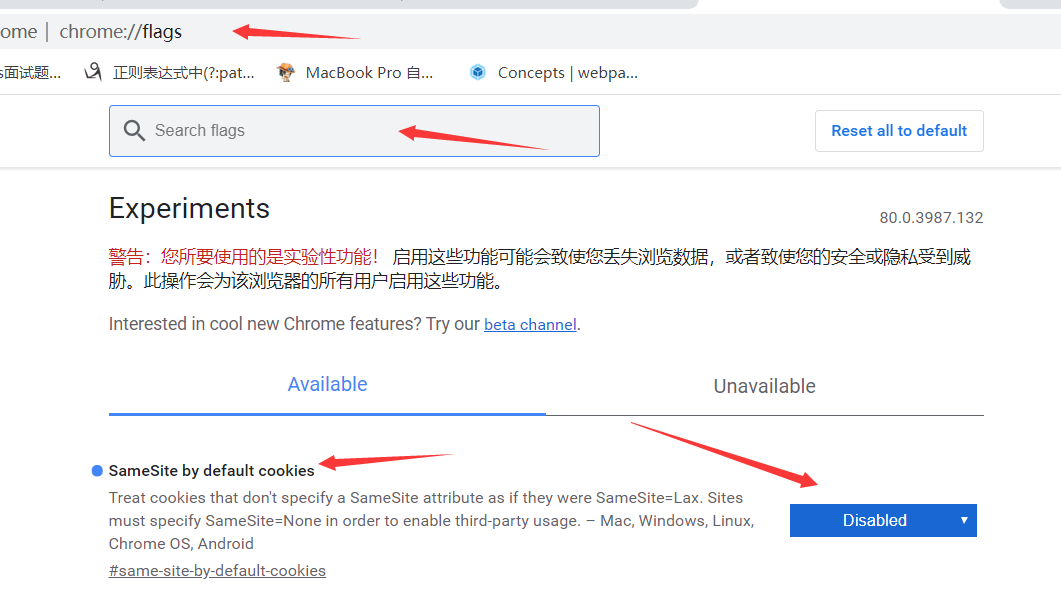 ome | chrome://flags
s面试题... 正则表达式中(?:pat... MacBook Pro 自... Concepts | webpa...
Search flags
Reset all to default
Experiments
80.0.3987.132
警告：您所要使用的是实验性功能！ 启用这些功能可能会致使您丢失浏览数据，或者致使您的安全或隐私受到威
胁。此操作会为该浏览器的所有用户启用这些功能。
Interested in cool new Chrome features? Try our beta channel.
Available
Unavailable
SameSite by default cookies
Treat cookies that don't specify a SameSite attribute as if they were SameSite=Lax. Sites
must specify SameSite=None in order to enable third-party usage. – Mac, Windows, Linux,
Chrome OS, Android
Disabled
#same-site-by-default-cookies